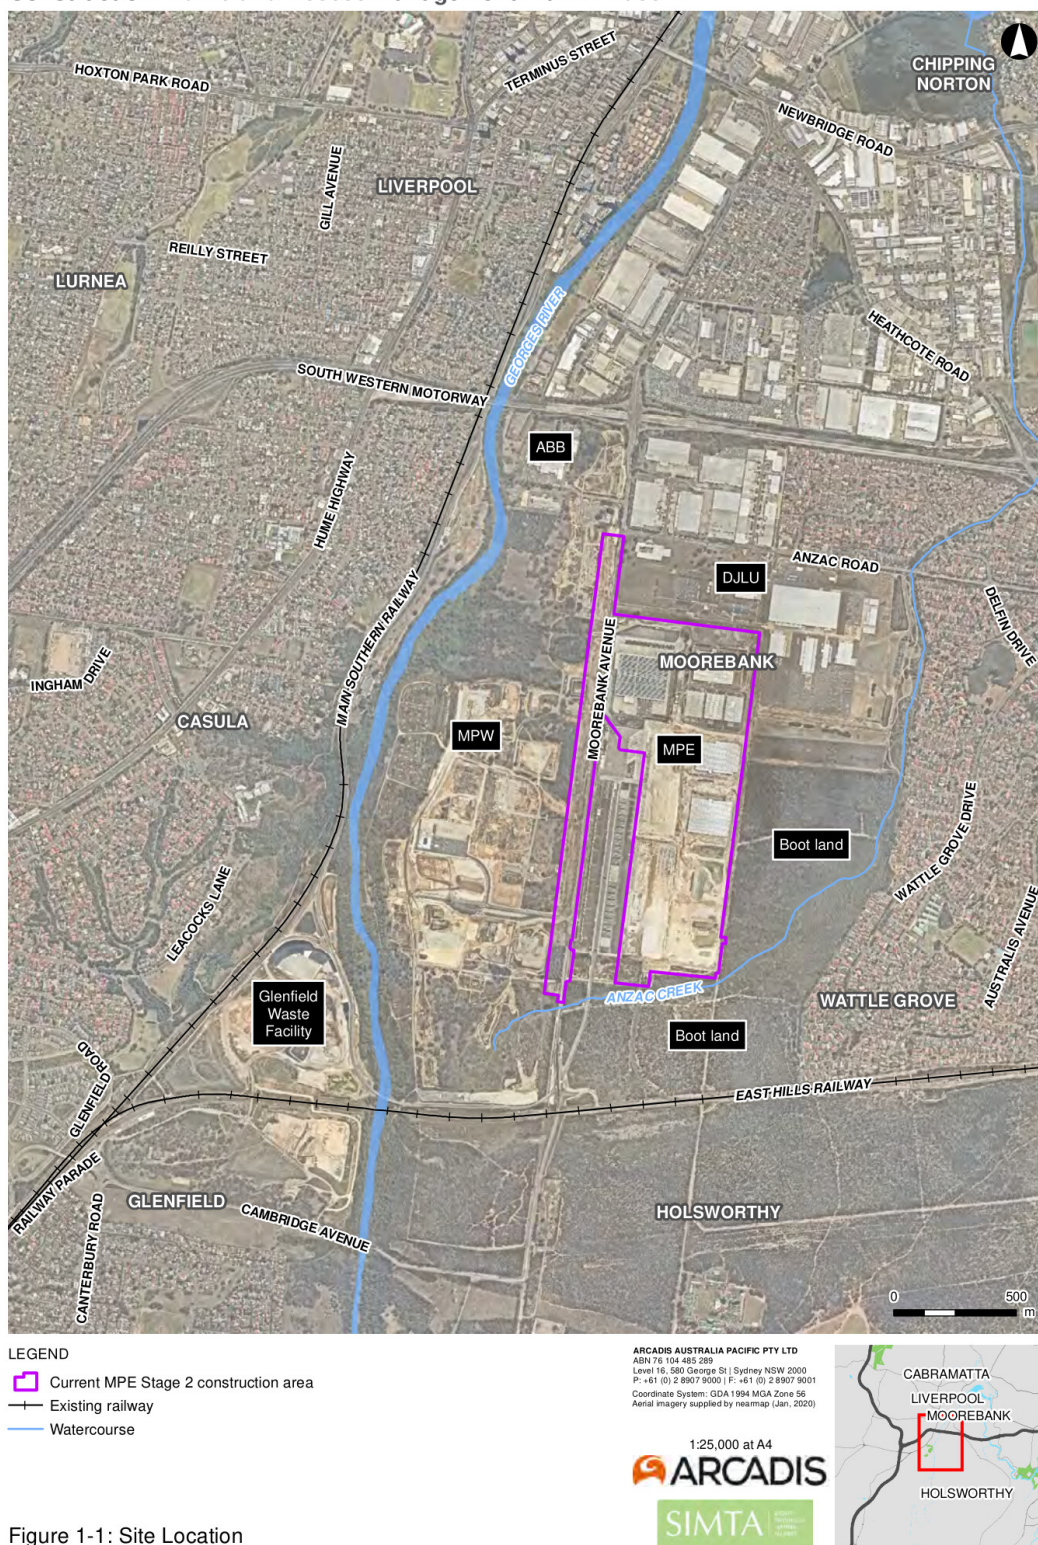 HOXTON PARK ROAD
TERMINUS STREET
CHIPPING
NORTON
NEWBRIDGE ROAD
GILL AVENUE
LIVERPOOL
REILLY STREET
LURNEA
GEORGES RIVER
HEATHCOTE ROAD
SOUTH WESTERN MOTORWAY
ABB
HUME HIGHWAY
ANZAC ROAD
DJLU
DELFIN DRIVE
MAIN SOUTHERN RAILWAY
MOOREBANK AVENUE
MOOREBANK
INGHAM DRIVE
CASULA
MPW
MPE
WATTLE GROVE DRIVE
Boot land
LEACOCKS LANE
AUSTRALIS AVENUE
ANZAC CREEK
WATTLE GROVE
Glenfield
Waste
Facility
Boot land
GLENFIELD ROAD
EAST HILLS RAILWAY
RAILWAY PARADE
GLENFIELD
CANTERBURY ROAD
CAMBRIDGE AVENUE
HOLSWORTHY
0 500
m
LEGEND
Current MPE Stage 2 construction area
Existing railway
Watercourse
ARCADIS AUSTRALIA PACIFIC PTY LTD
ABN 76 104 485 289
Level 16, 580 George St | Sydney NSW 2000
P: +61 (0) 2 8907 9000 | F: +61 (0) 2 8907 9001
Coordinate System: GDA 1994 MGA Zone 56
Aerial imagery supplied by nearmap (Jan, 2020)
1:25,000 at A4
ARCADIS
SIMTA
CABRAMATTA
LIVERPOOL
MOOREBANK
HOLSWORTHY
Figure 1-1: Site Location